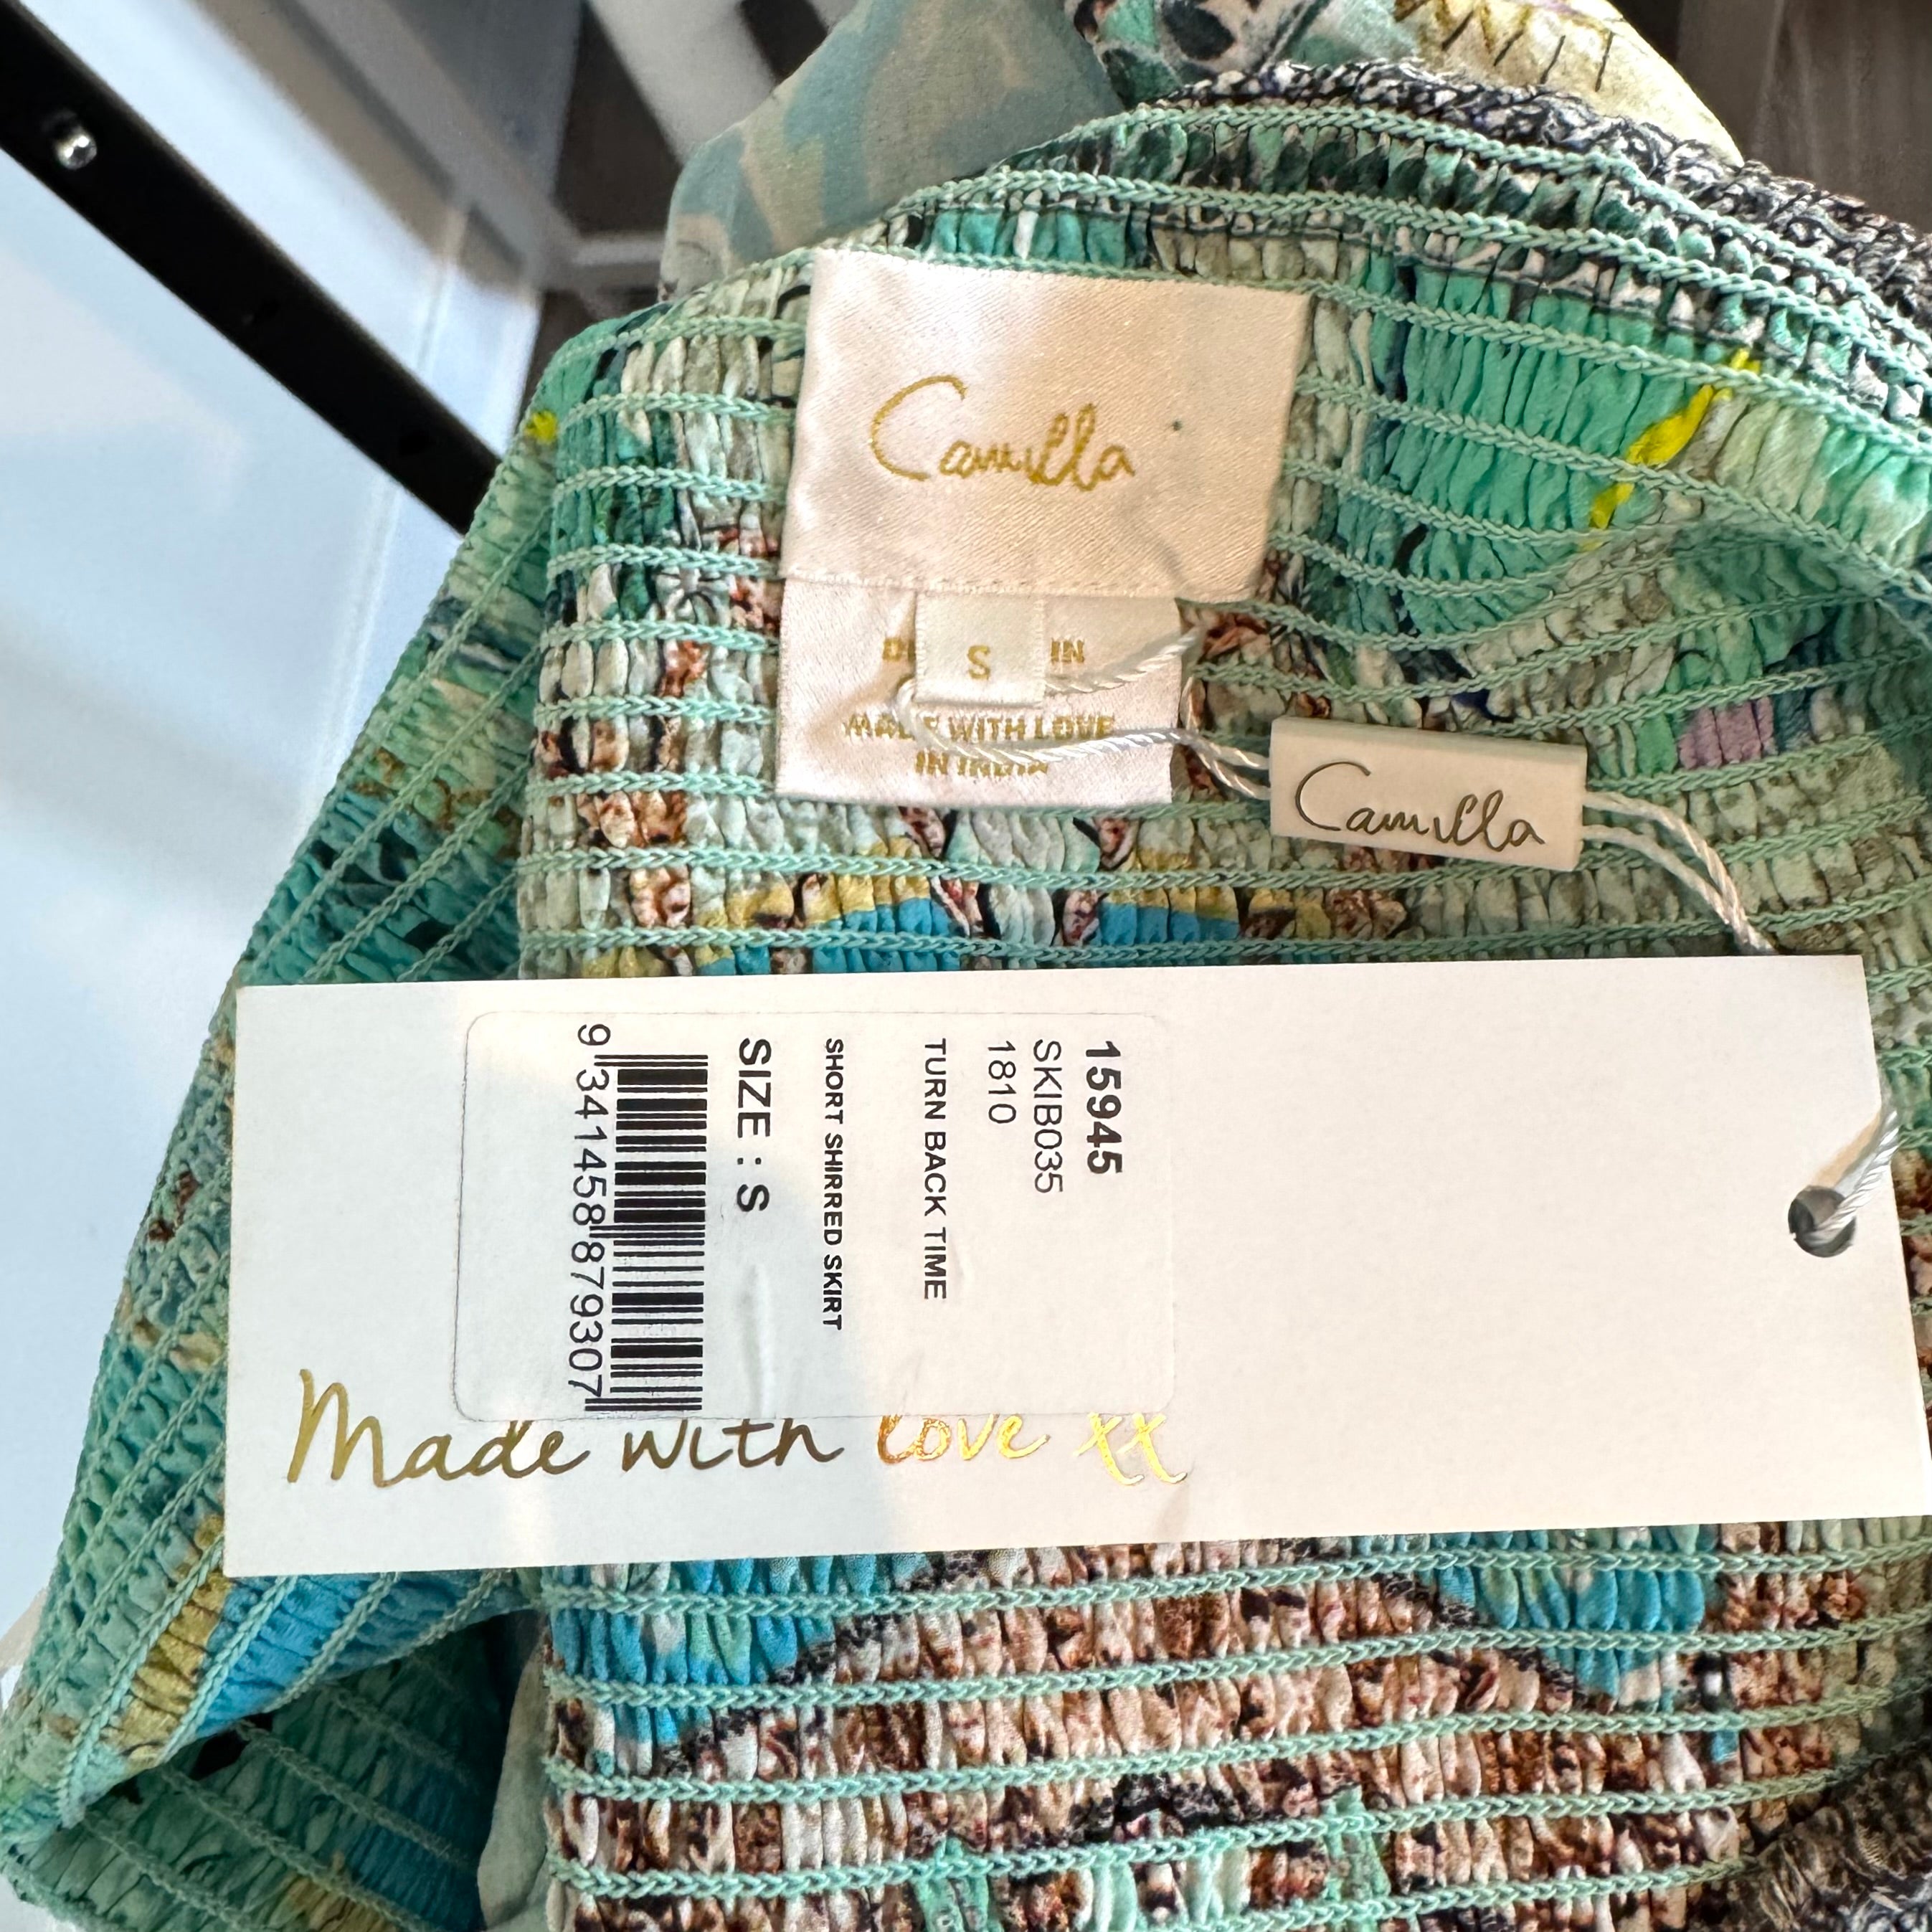 Camilla
S
IN
MADE WITH LOVE
IN INDIA
Camilla
15945
SKIB035
1810
TURN BACK TIME
SHORT SHIRRED SKIRT
SIZE : S
9 341458 879307
Made with love xx